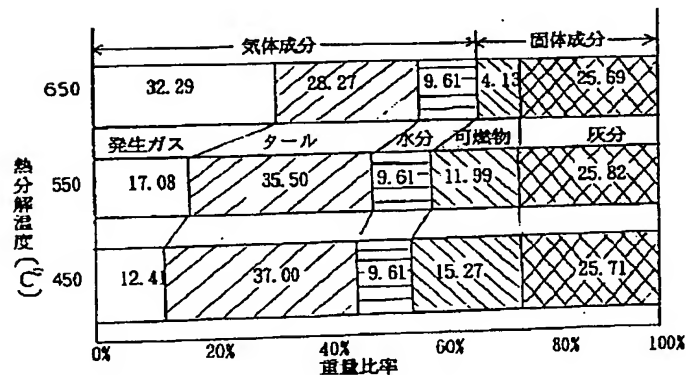 気体成分 固体成分
650 32.29 28.27 9.61 4.13 25.69
発生ガス タール 水分 可燃物 灰分
550 17.08 35.50 9.61 11.99 25.82
450 12.41 37.00 9.61 15.27 25.71
熱分解温度(℃)
0% 20% 40% 60% 80% 100%
重量比率